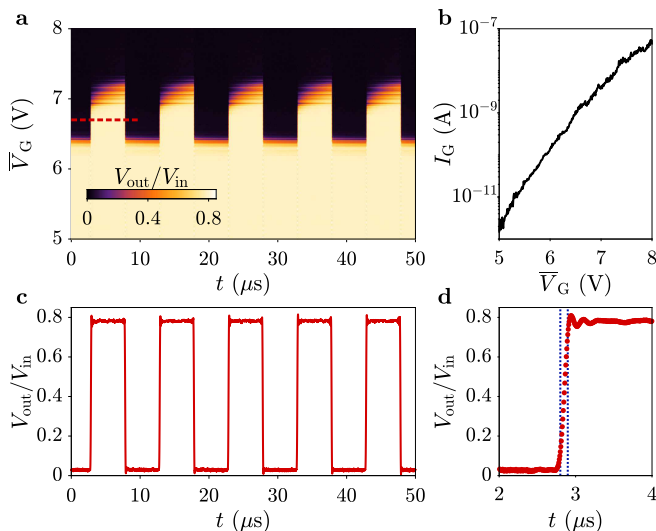 a
8
7
6
5
V̅_G (V)
V_out/V_in
0 0.4 0.8
0 10 20 30 40 50
t (μs)
b
10⁻⁷
10⁻⁹
10⁻¹¹
I_G (A)
5 6 7 8
V̅_G (V)
c
0.8
0.6
0.4
0.2
0
V_out/V_in
0 10 20 30 40 50
t (μs)
d
0.8
0.6
0.4
0.2
0
V_out/V_in
2 3 4
t (μs)